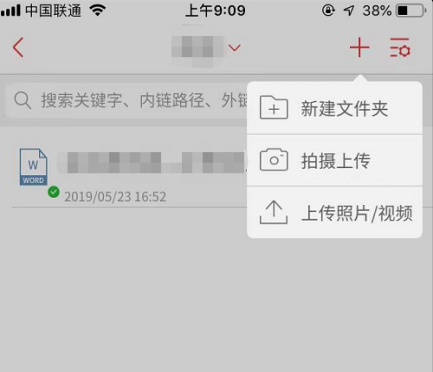 中国联通 上午9:09 38%
搜索关键字、内链路径、外链
新建文件夹
拍摄上传
上传照片/视频
W
WORD
2019/05/23 16:52